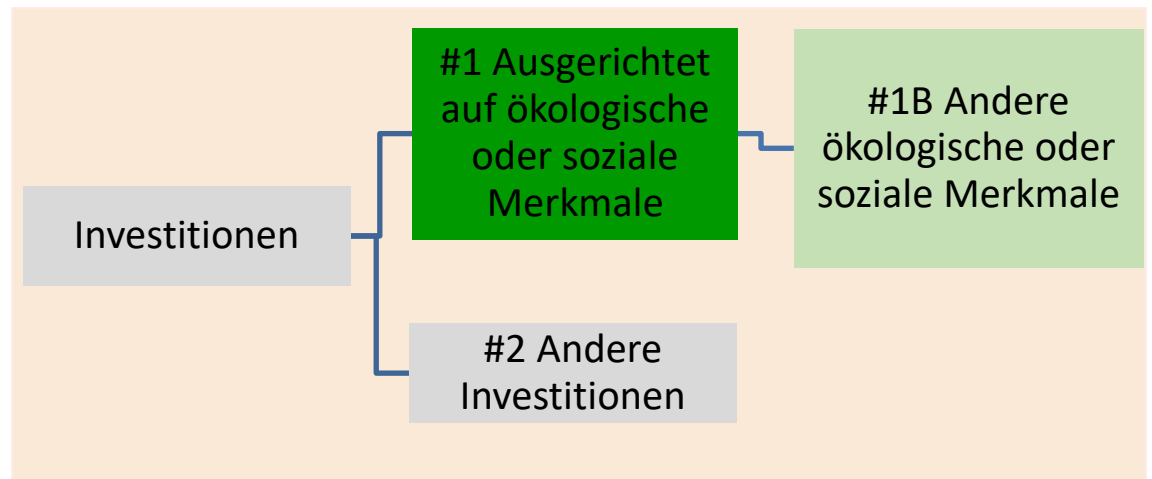 #1 Ausgerichtet
auf ökologische
oder soziale
Merkmale
#1B Andere
ökologische oder
soziale Merkmale
Investitionen
#2 Andere
Investitionen